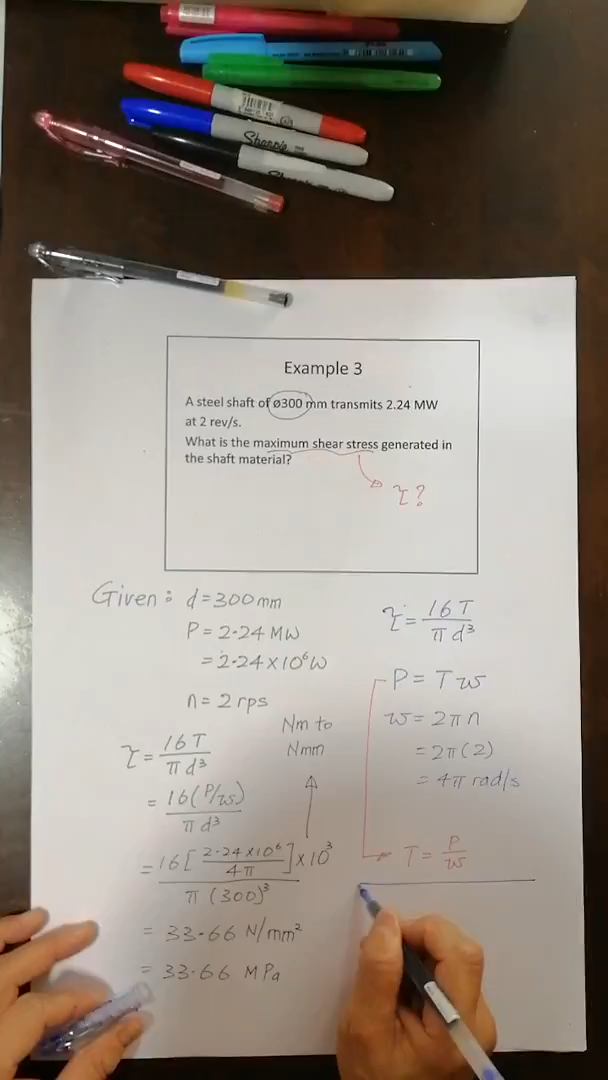 Sharpie
Sharpie
Example 3
A steel shaft of ø300 mm transmits 2.24 MW
at 2 rev/s.
What is the maximum shear stress generated in
the shaft material?
τ?
Given: d=300mm
P=2.24 MW
=2.24×10⁶W
n=2 rps
τ=16T/πd³
=16(P/ω)/πd³
=16[2.24×10⁶/4π]×10³/π(300)³
= 33.66 N/mm²
= 33.66 MPa
Nm to
Nmm
τ=16T/πd³
P=Tω
ω=2πn
=2π(2)
=4π rad/s
T=P/ω